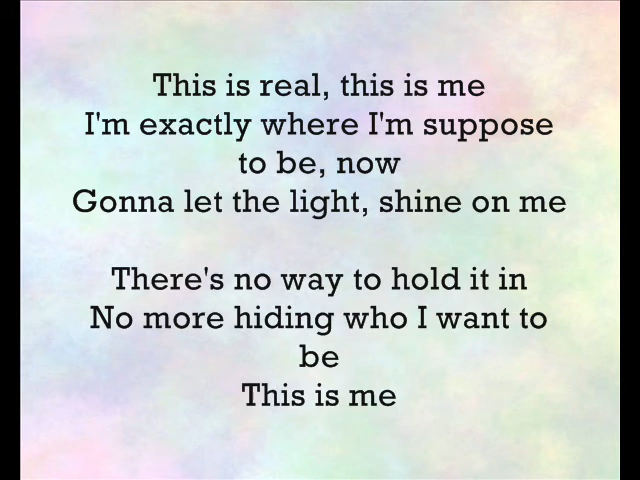 This is real, this is me
I'm exactly where I'm suppose
to be, now
Gonna let the light, shine on me
There's no way to hold it in
No more hiding who I want to
be
This is me